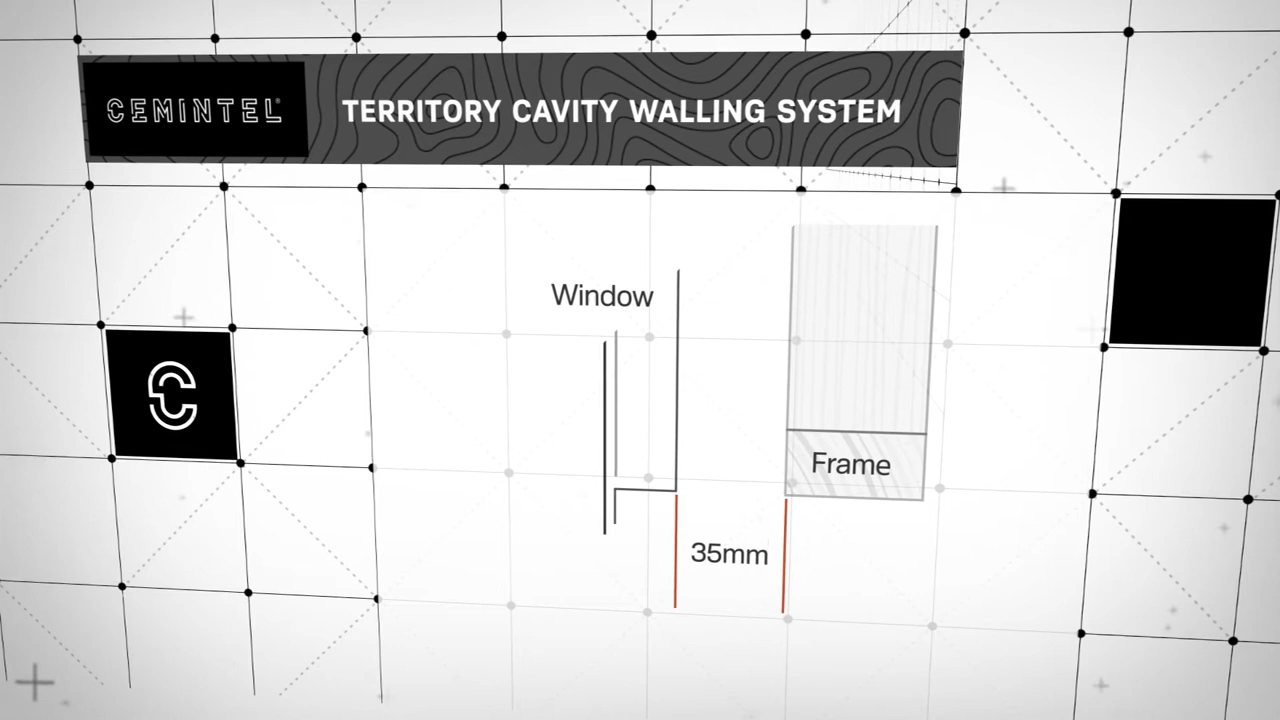 CEMINTEL®
TERRITORY CAVITY WALLING SYSTEM
Window
Frame
35mm